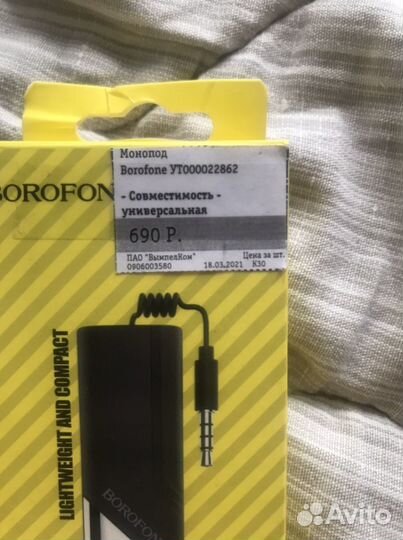 Монопод
Borofone УТ000022862
- Совместимость -
универсальная
690 Р.
ПАО "ВымпелКом" Цена за шт.
0906003580 18.03.2021 К30
BOROFONE
LIGHTWEIGHT AND COMPACT
BOROFONE
Avito